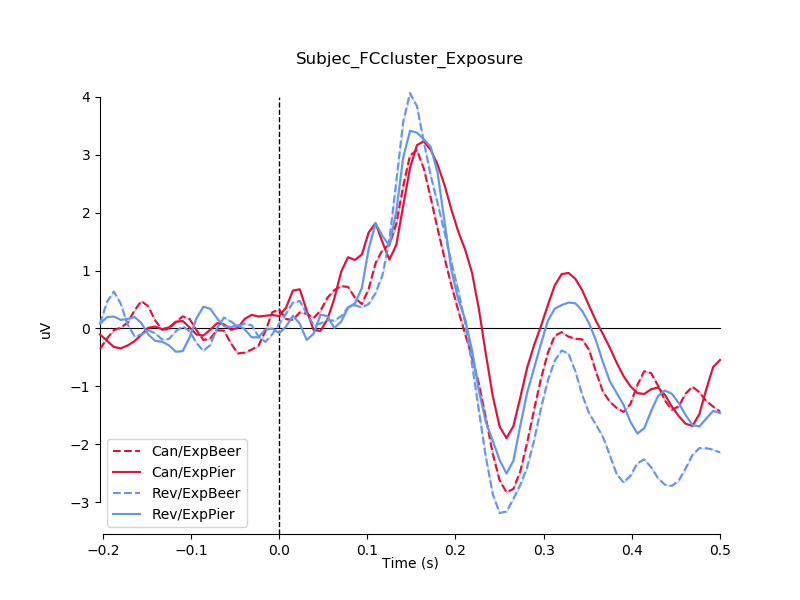 Subjec_FCcluster_Exposure
uV
4
3
2
1
0
−1
−2
−3
Can/ExpBeer
Can/ExpPier
Rev/ExpBeer
Rev/ExpPier
−0.2 −0.1 0.0 0.1 0.2 0.3 0.4 0.5
Time (s)